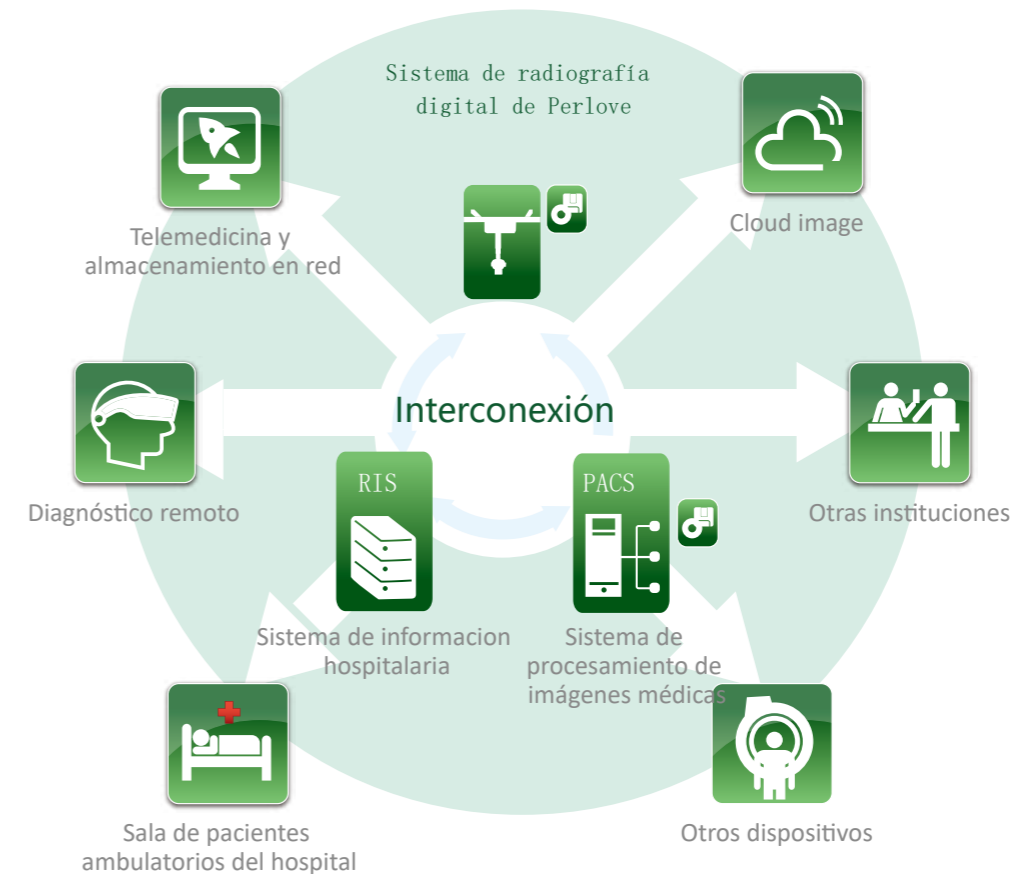 Sistema de radiografía
digital de Perlove
Telemedicina y
almacenamiento en red
Cloud image
Interconexión
Diagnóstico remoto
RIS
PACS
Otras instituciones
Sistema de informacion
hospitalaria
Sistema de
procesamiento de
imágenes médicas
Sala de pacientes
ambulatorios del hospital
Otros dispositivos